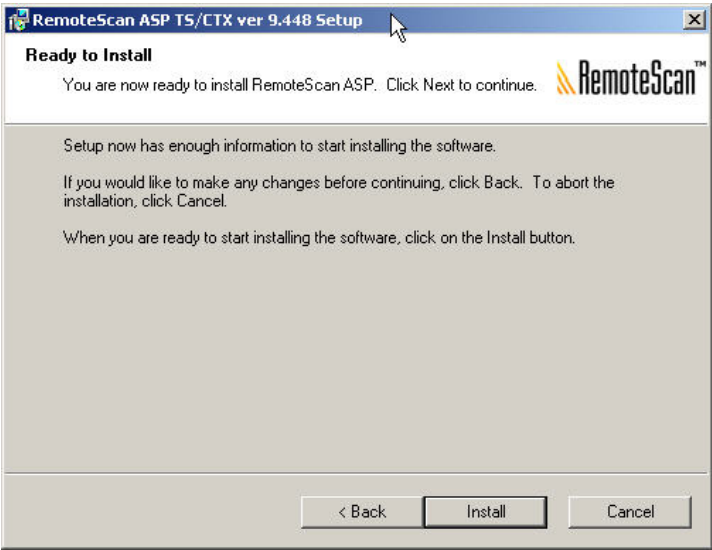 RemoteScan ASP TS/CTX ver 9.448 Setup
Ready to Install
You are now ready to install RemoteScan ASP. Click Next to continue.
RemoteScan™
Setup now has enough information to start installing the software.
If you would like to make any changes before continuing, click Back. To abort the
installation, click Cancel.
When you are ready to start installing the software, click on the Install button.
< Back
Install
Cancel